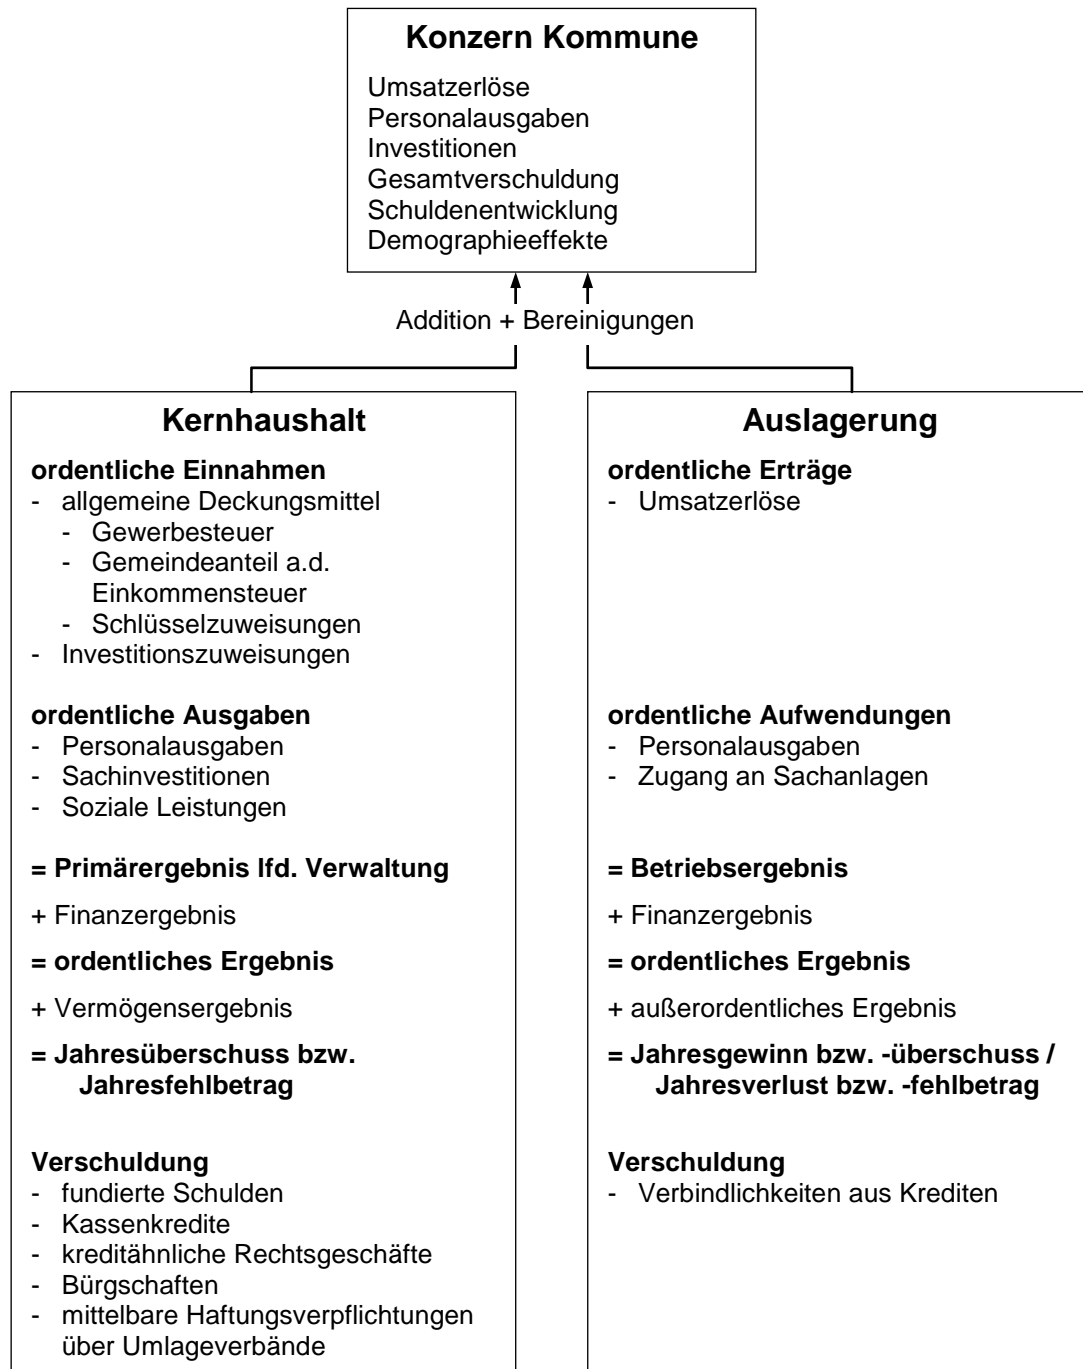 Konzern Kommune
Umsatzerlöse
Personalausgaben
Investitionen
Gesamtverschuldung
Schuldenentwicklung
Demographieeffekte
Addition + Bereinigungen
Kernhaushalt
ordentliche Einnahmen
- allgemeine Deckungsmittel
- Gewerbesteuer
- Gemeindeanteil a.d.
Einkommensteuer
- Schlüsselzuweisungen
- Investitionszuweisungen
ordentliche Ausgaben
- Personalausgaben
- Sachinvestitionen
- Soziale Leistungen
= Primärergebnis lfd. Verwaltung
+ Finanzergebnis
= ordentliches Ergebnis
+ Vermögensergebnis
= Jahresüberschuss bzw.
Jahresfehlbetrag
Verschuldung
- fundierte Schulden
- Kassenkredite
- kreditähnliche Rechtsgeschäfte
- Bürgschaften
- mittelbare Haftungsverpflichtungen
über Umlageverbände
Auslagerung
ordentliche Erträge
- Umsatzerlöse
ordentliche Aufwendungen
- Personalausgaben
- Zugang an Sachanlagen
= Betriebsergebnis
+ Finanzergebnis
= ordentliches Ergebnis
+ außerordentliches Ergebnis
= Jahresgewinn bzw. -überschuss /
Jahresverlust bzw. -fehlbetrag
Verschuldung
- Verbindlichkeiten aus Krediten